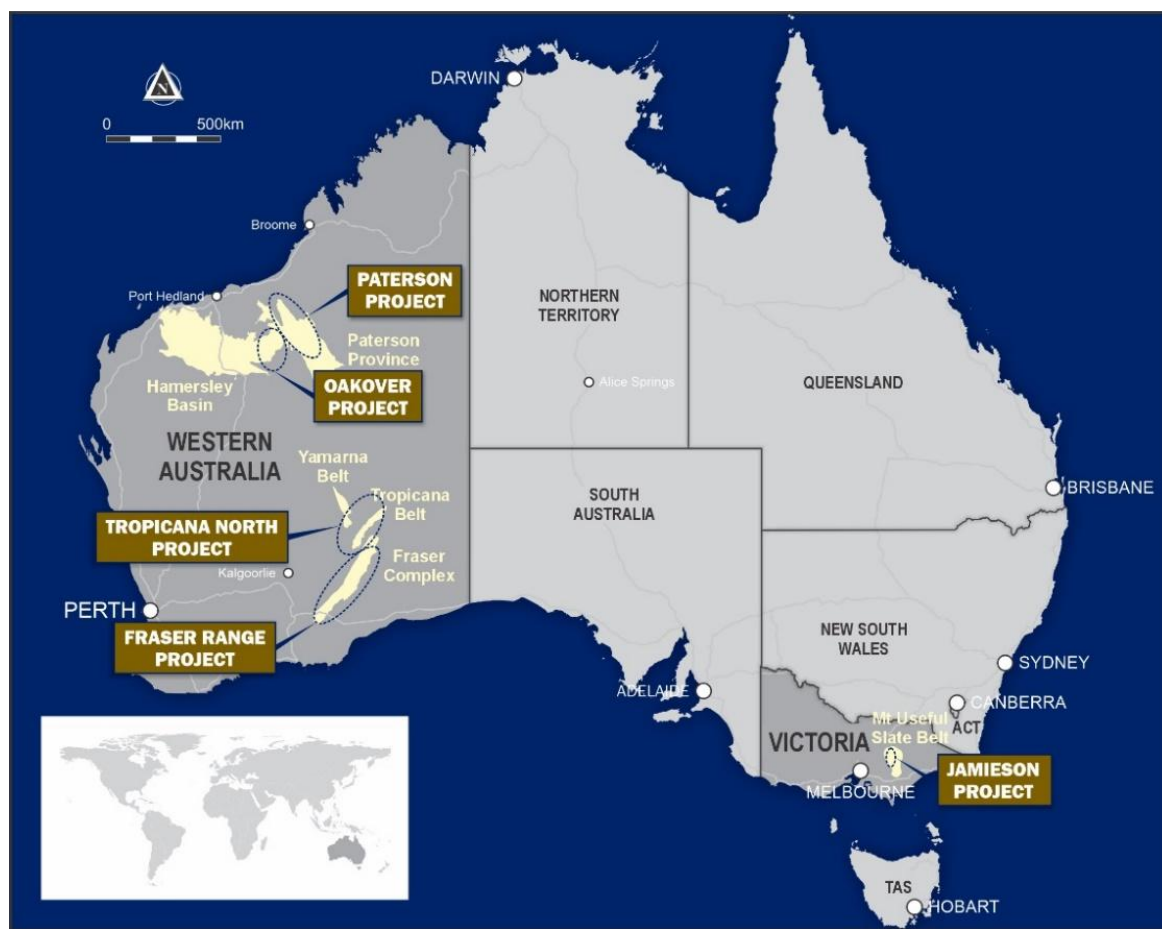 DARWIN
N
0 500km
Broome
PATERSON
PROJECT
Port Hedland
NORTHERN
TERRITORY
Paterson
Province
Alice Springs
QUEENSLAND
Hamersley
Basin
OAKOVER
PROJECT
WESTERN
AUSTRALIA
Yamarna
Belt
Tropicana
Belt
SOUTH
AUSTRALIA
BRISBANE
TROPICANA NORTH
PROJECT
Fraser
Complex
Kalgoorlie
PERTH
FRASER RANGE
PROJECT
NEW SOUTH
WALES
SYDNEY
ADELAIDE
CANBERRA
ACT
Mt Useful
Slate Belt
VICTORIA
MELBOURNE
JAMIESON
PROJECT
TAS
HOBART